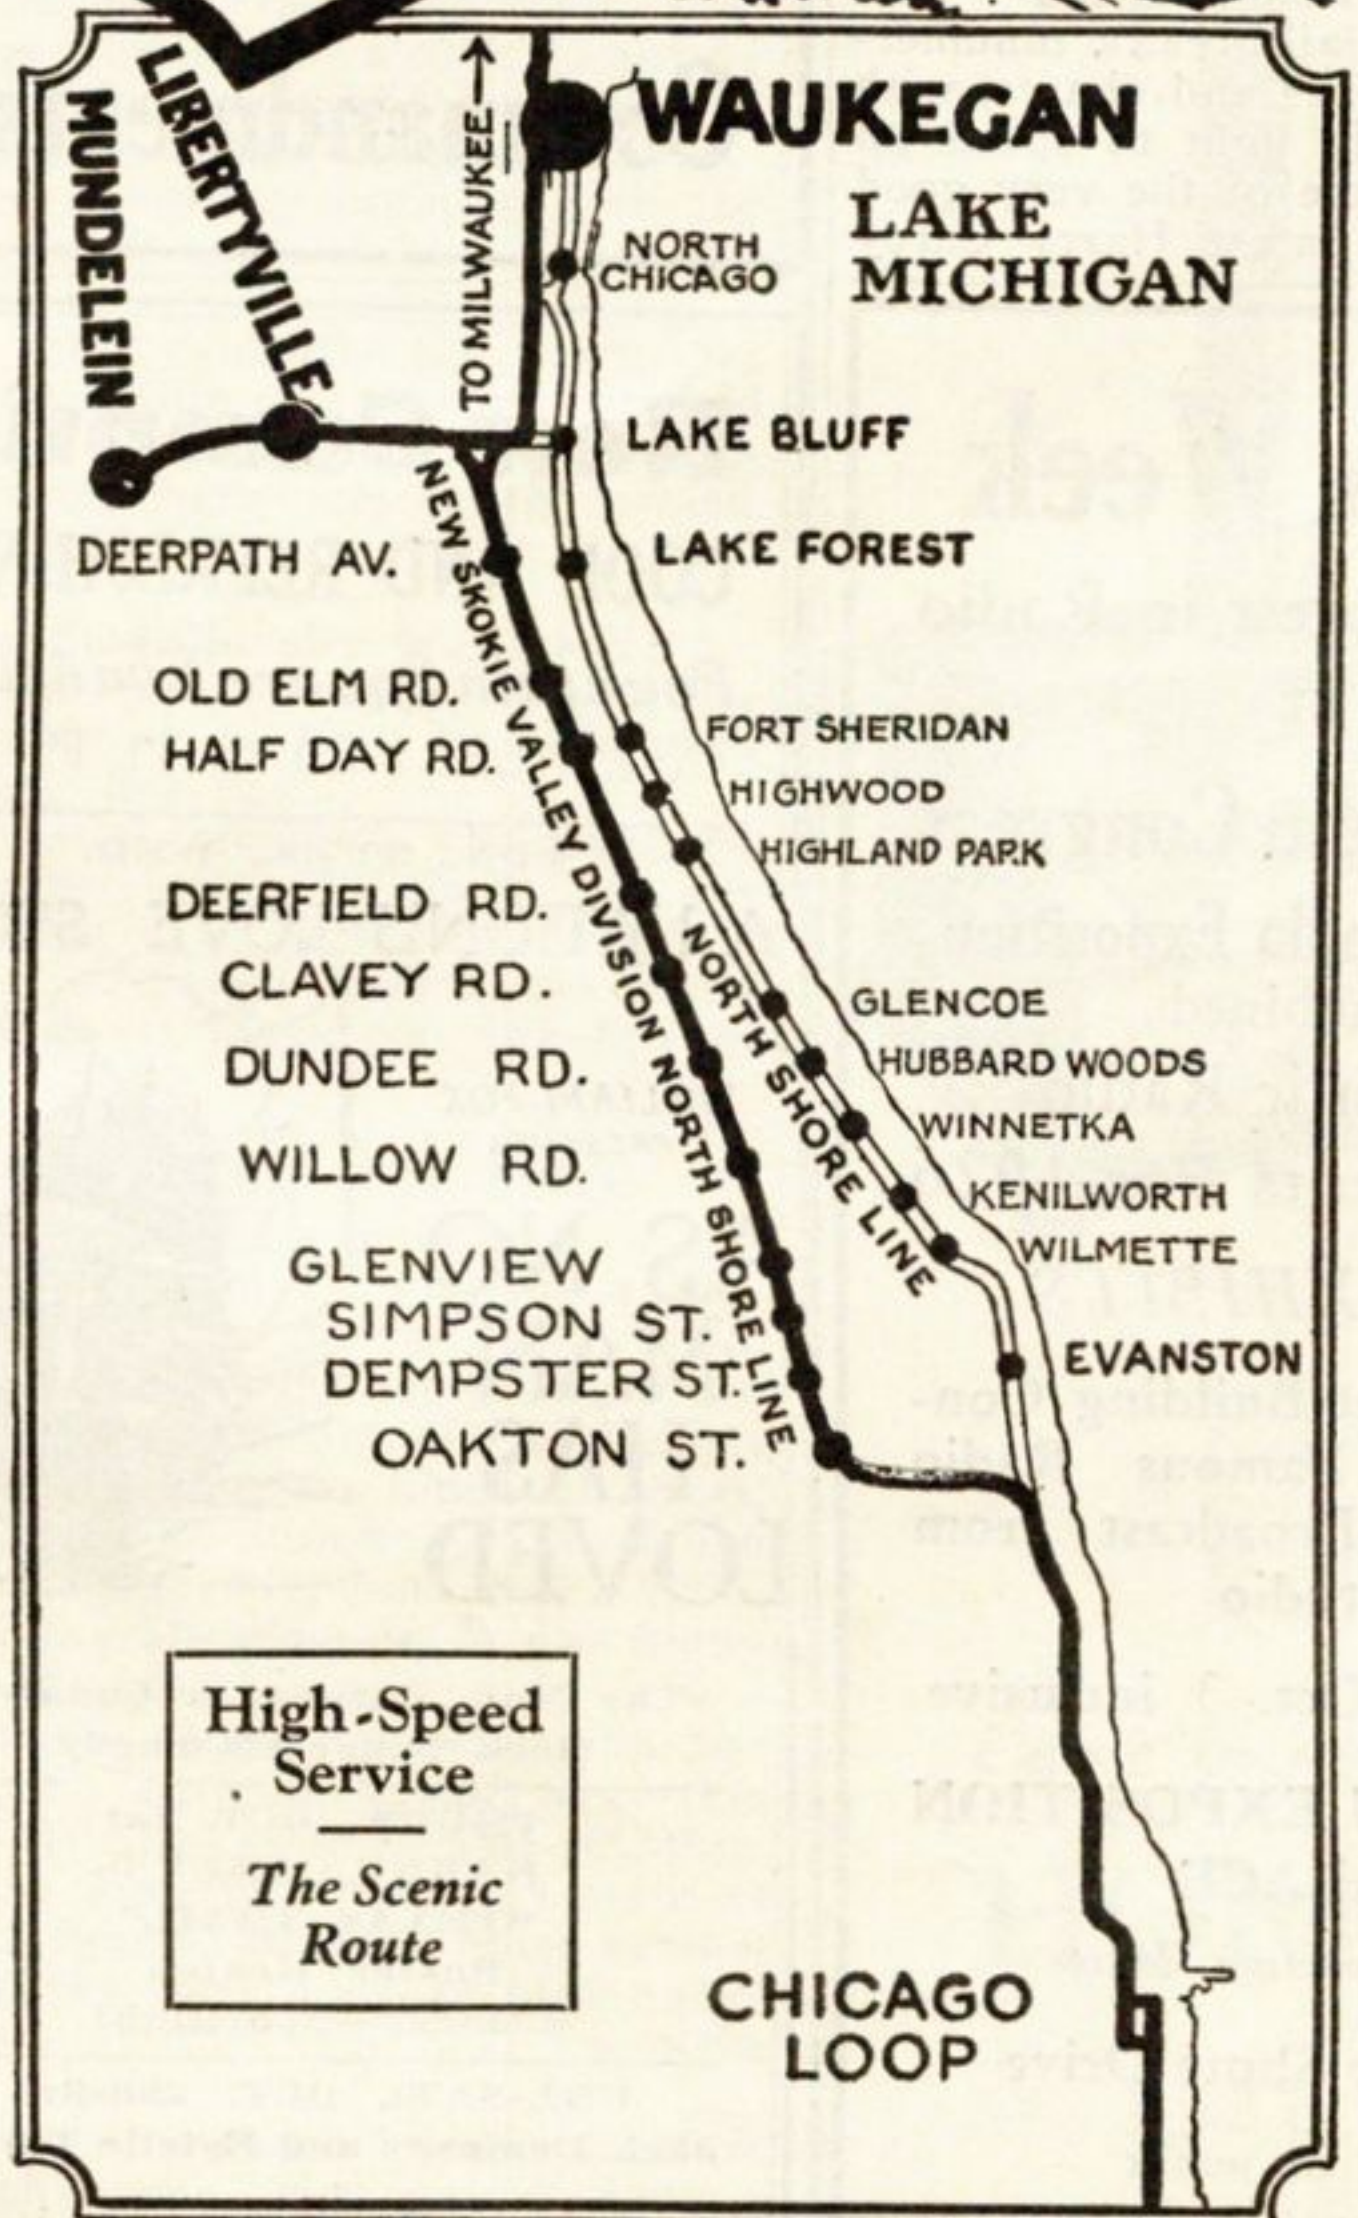 MUNDELEIN
LIBERTYVILLE
TO MILWAUKEE
WAUKEGAN
LAKE
MICHIGAN
NORTH
CHICAGO
LAKE BLUFF
LAKE FOREST
DEERPATH AV.
OLD ELM RD.
HALF DAY RD.
DEERFIELD RD.
CLAVEY RD.
DUNDEE RD.
WILLOW RD.
GLENVIEW
SIMPSON ST.
DEMPSTER ST.
OAKTON ST.
NEW SKOKIE VALLEY DIVISION NORTH SHORE LINE
NORTH SHORE LINE
FORT SHERIDAN
HIGHWOOD
HIGHLAND PARK
GLENCOE
HUBBARD WOODS
WINNETKA
KENILWORTH
WILMETTE
EVANSTON
High-Speed
Service
The Scenic
Route
CHICAGO
LOOP